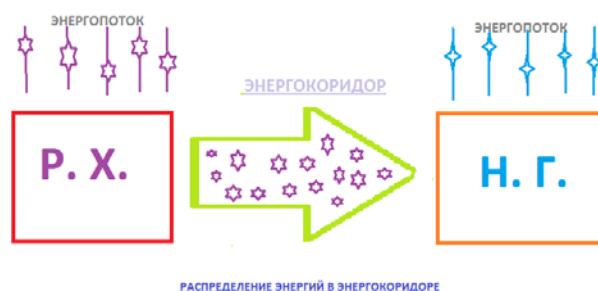 ЭНЕРГОПОТОК
ЭНЕРГОПОТОК
ЭНЕРГОКОРИДОР
Р. Х.
Н. Г.
РАСПРЕДЕЛЕНИЕ ЭНЕРГИЙ В ЭНЕРГОКОРИДОРЕ